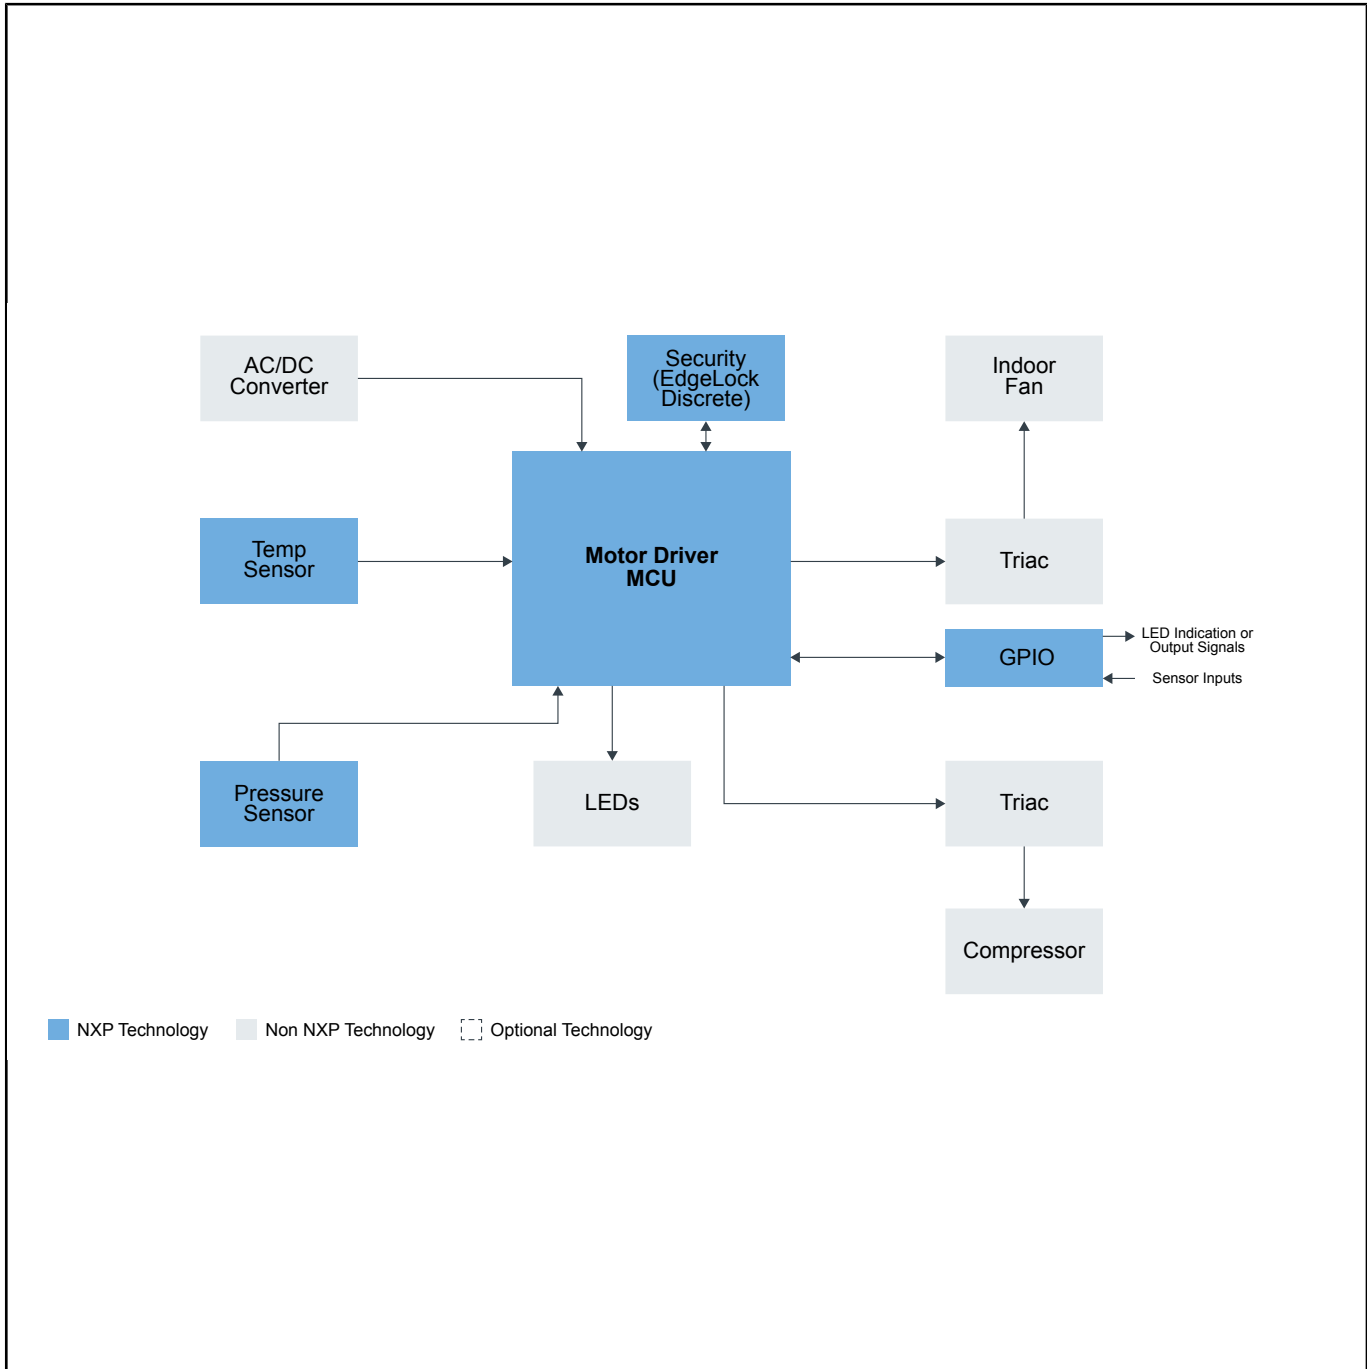 AC/DC
Converter
Security
(EdgeLock
Discrete)
Indoor
Fan
Temp
Sensor
Motor Driver
MCU
Triac
GPIO
LED Indication or
Output Signals
Sensor Inputs
Pressure
Sensor
LEDs
Triac
Compressor
NXP Technology
Non NXP Technology
Optional Technology